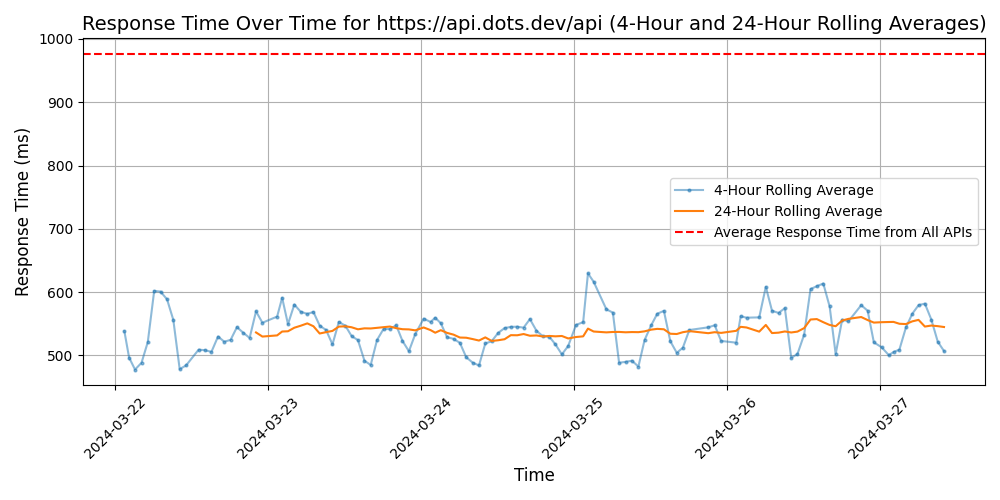 Response Time Over Time for https://api.dots.dev/api (4-Hour and 24-Hour Rolling Averages)
1000
900
800
700
600
500
Response Time (ms)
4-Hour Rolling Average
24-Hour Rolling Average
Average Response Time from All APIs
2024-03-22
2024-03-23
2024-03-24
2024-03-25
2024-03-26
2024-03-27
Time